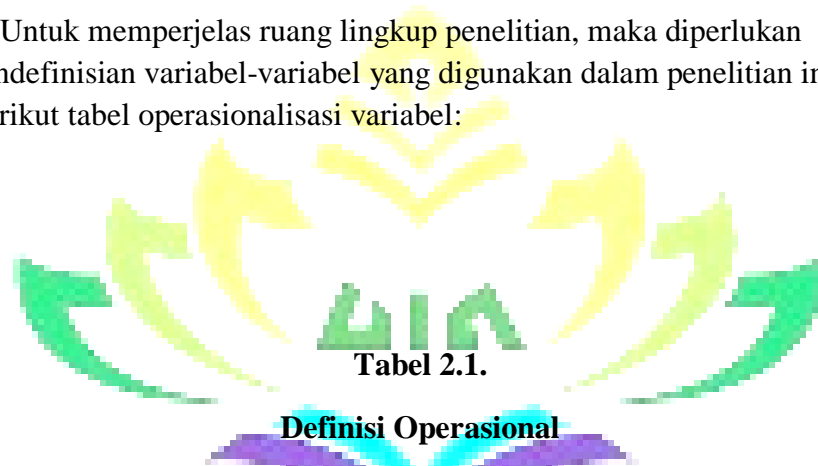 Untuk memperjelas ruang lingkup penelitian, maka diperlukan
ndefinisian variabel-variabel yang digunakan dalam penelitian in
rikut tabel operasionalisasi variabel:
Tabel 2.1.
Definisi Operasional